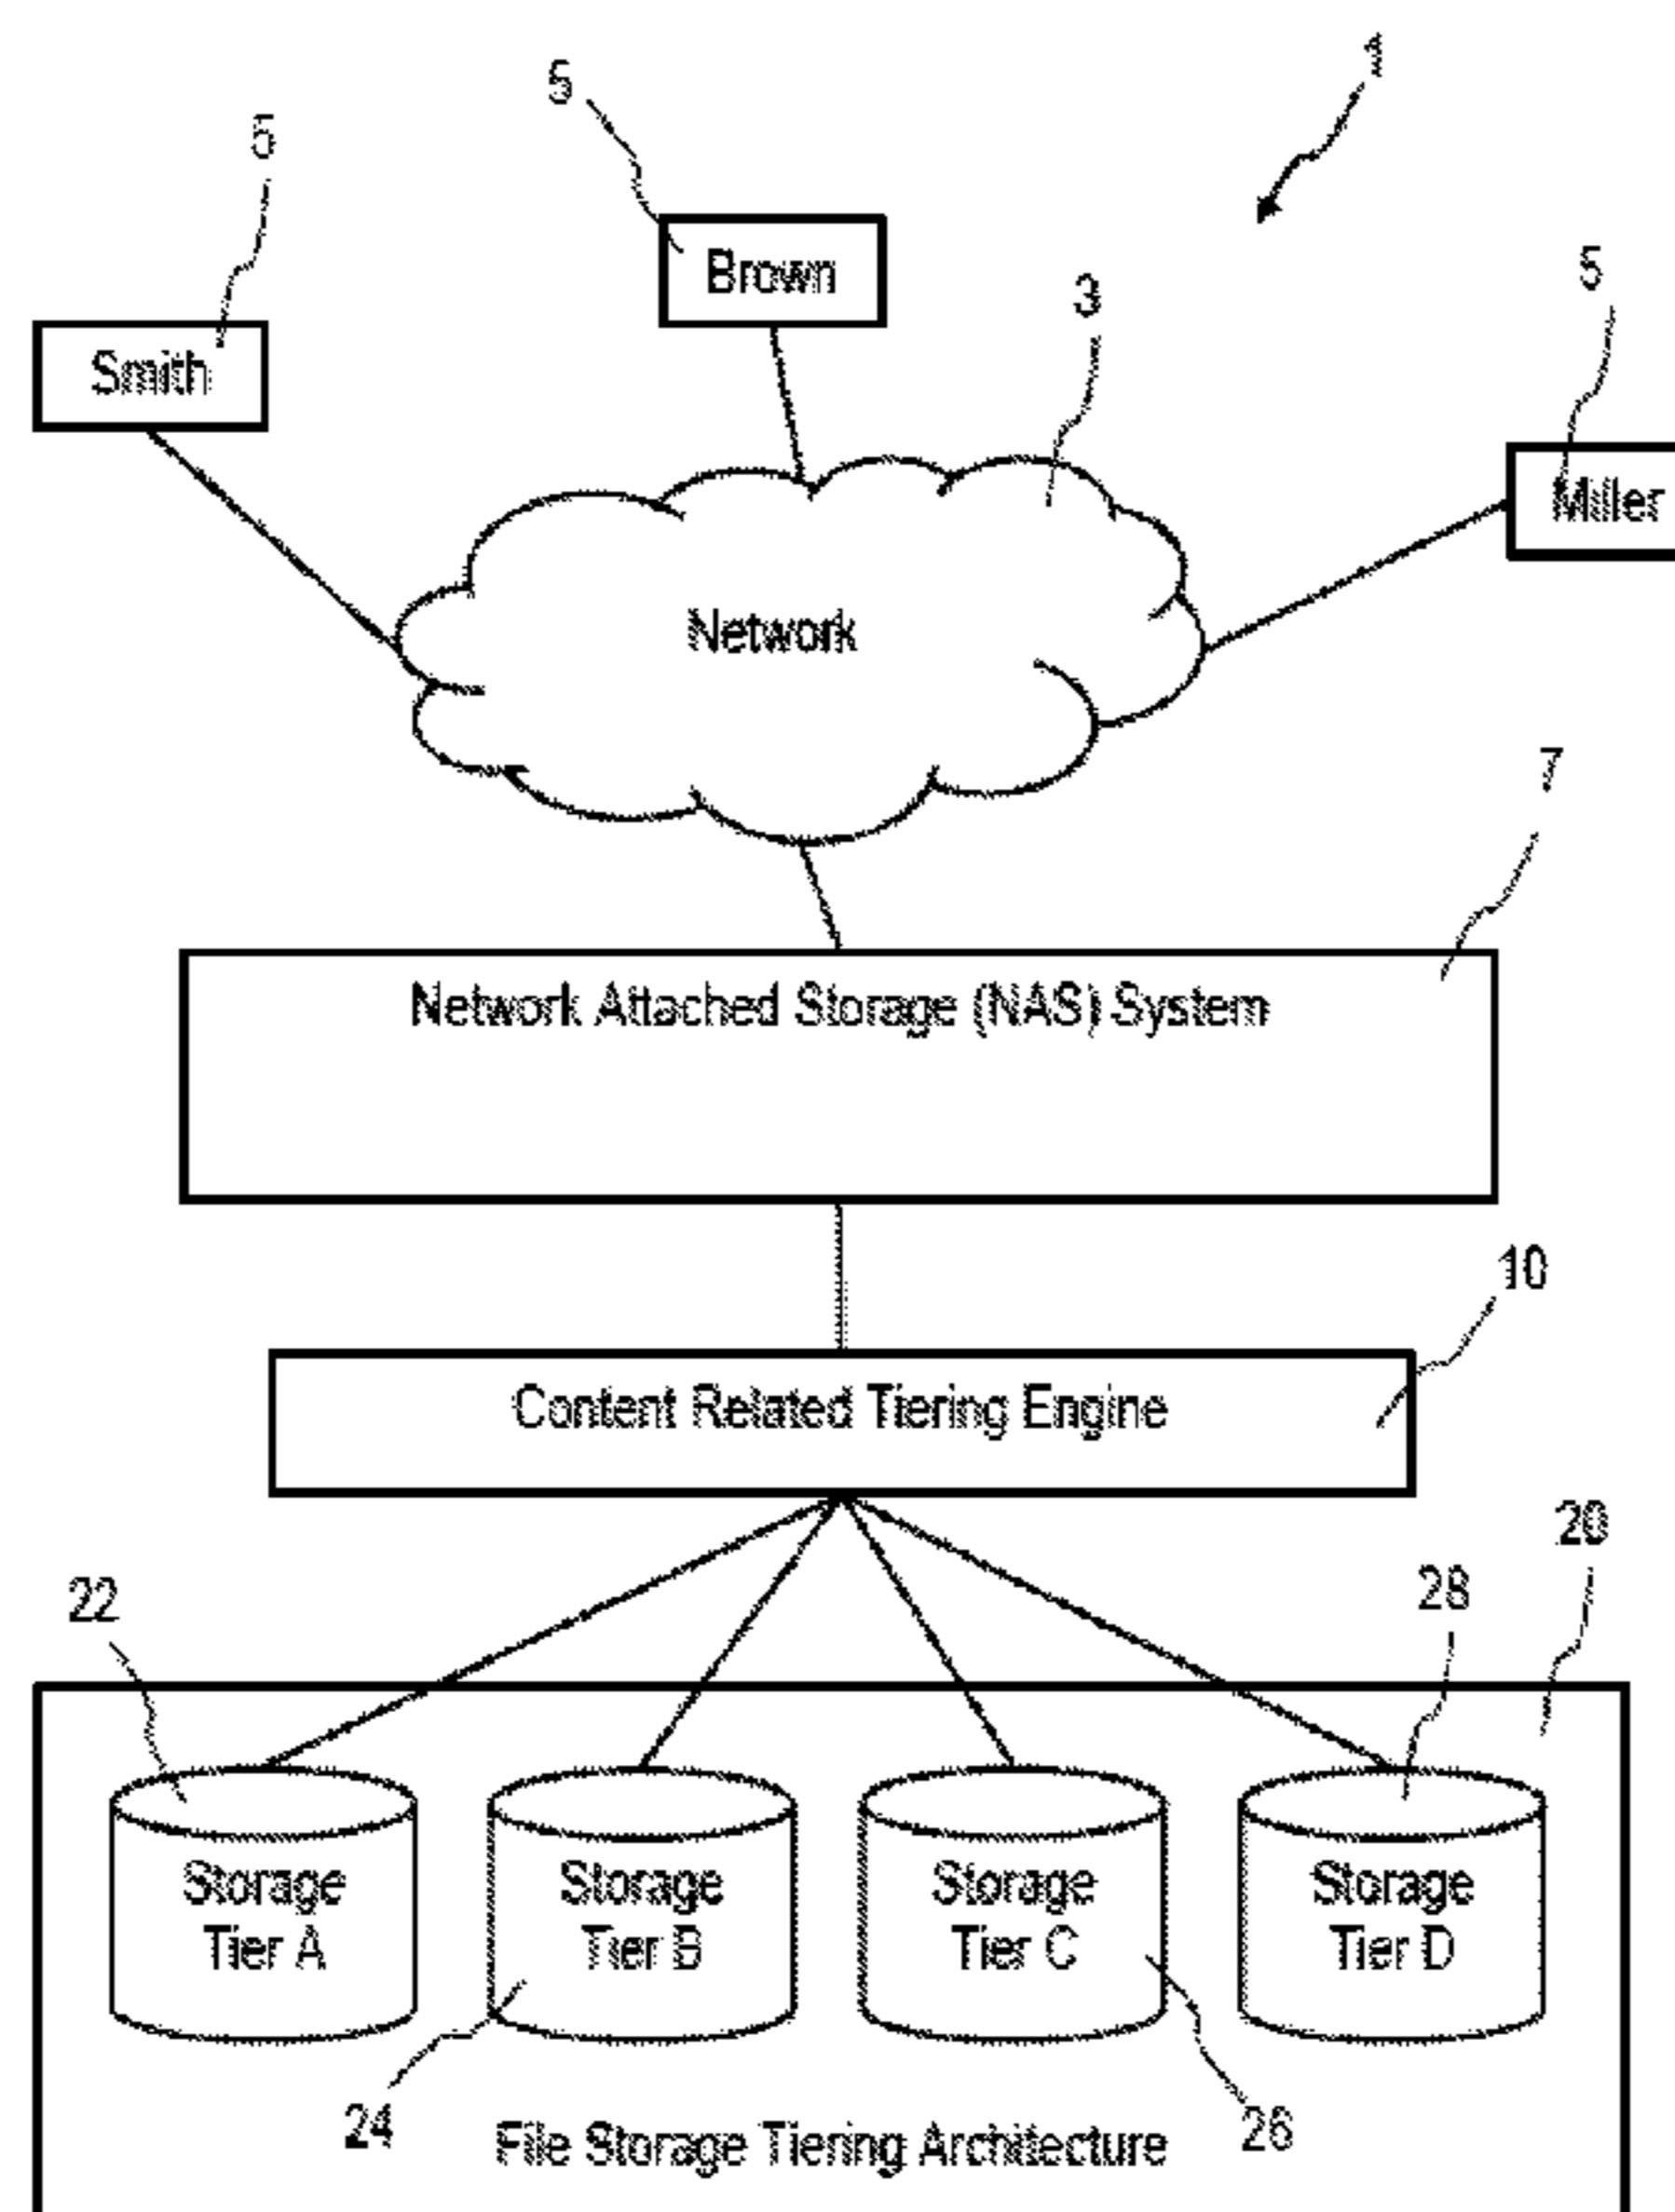 1
5
5
Brown
3
5
Smith
Miller
Network
7
Network Attached Storage (NAS) System
10
Content Related Tiering Engine
20
22
28
Storage
Tier A
Storage
Tier B
Storage
Tier C
Storage
Tier D
24
26
File Storage Tiering Architecture